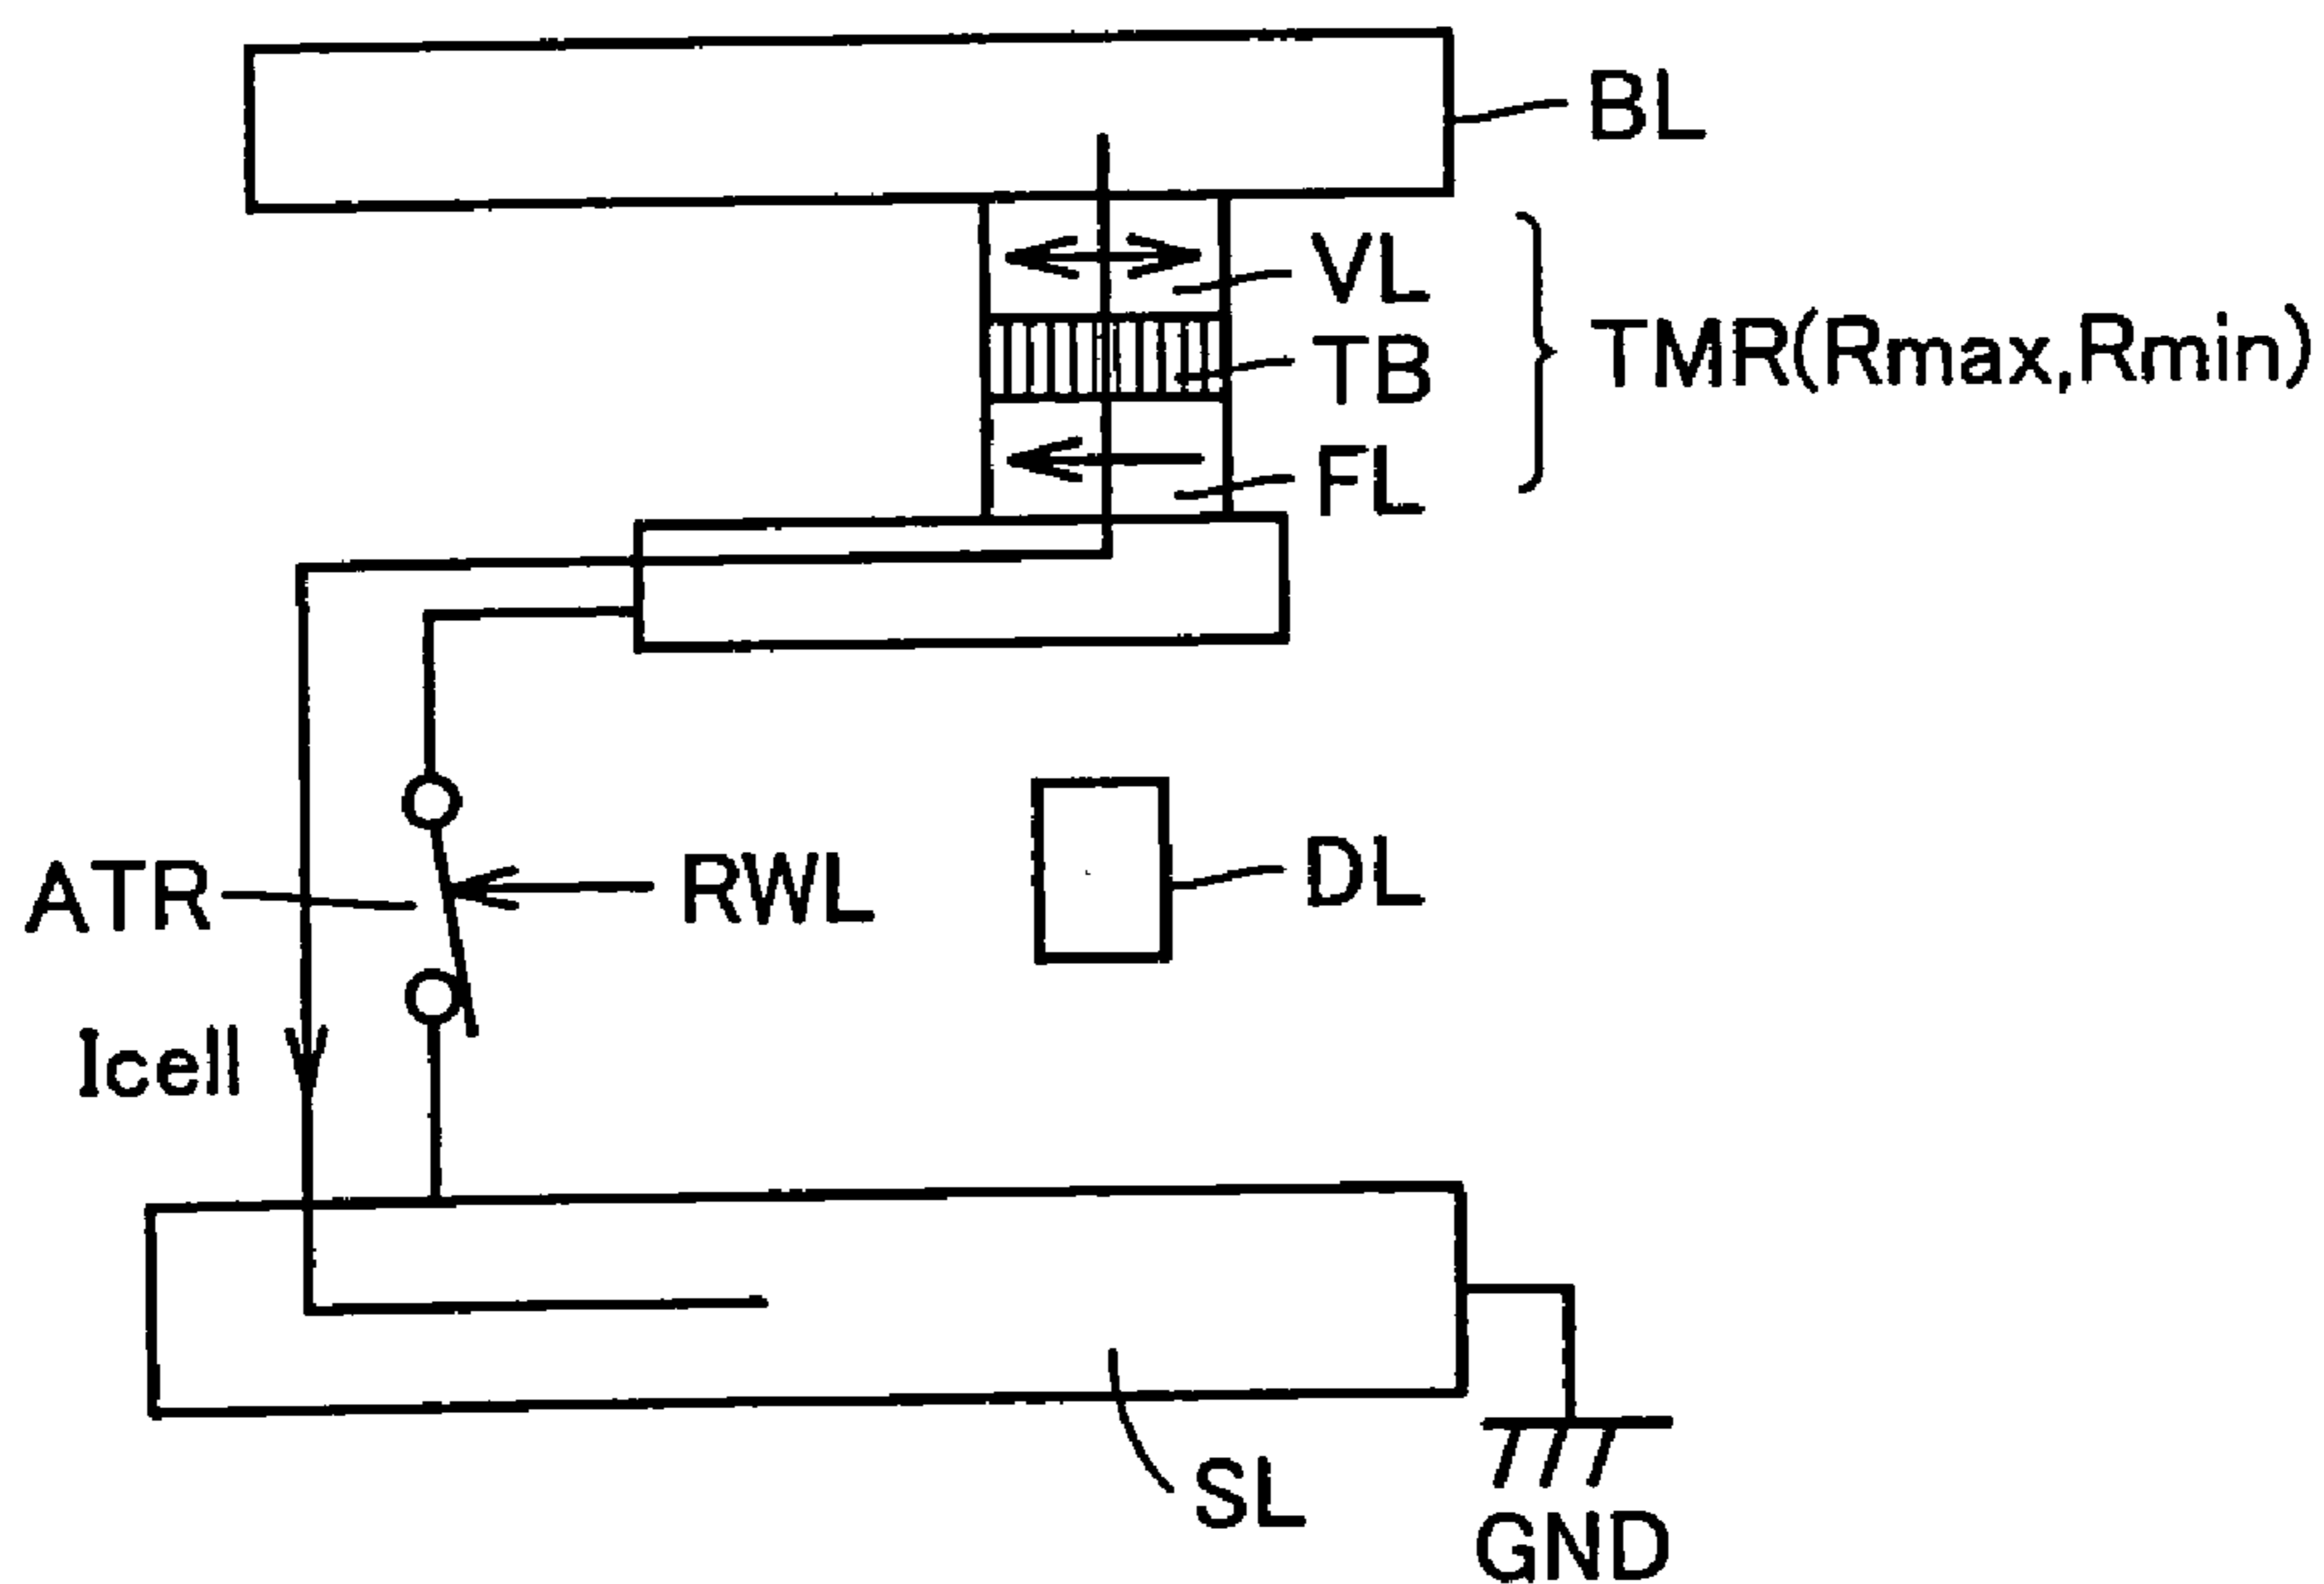 BL
VL
TB
TMR(Rmax,Rmin)
FL
ATR
RWL
DL
Icell
SL
GND